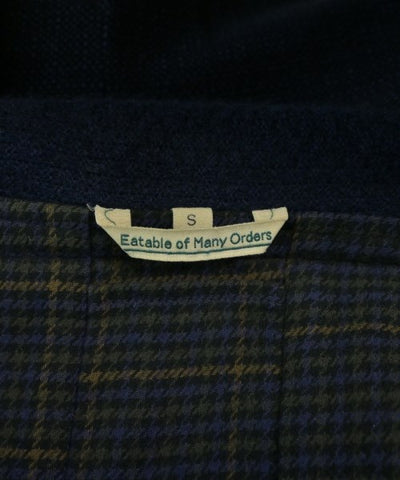 S
Eatable of Many Orders